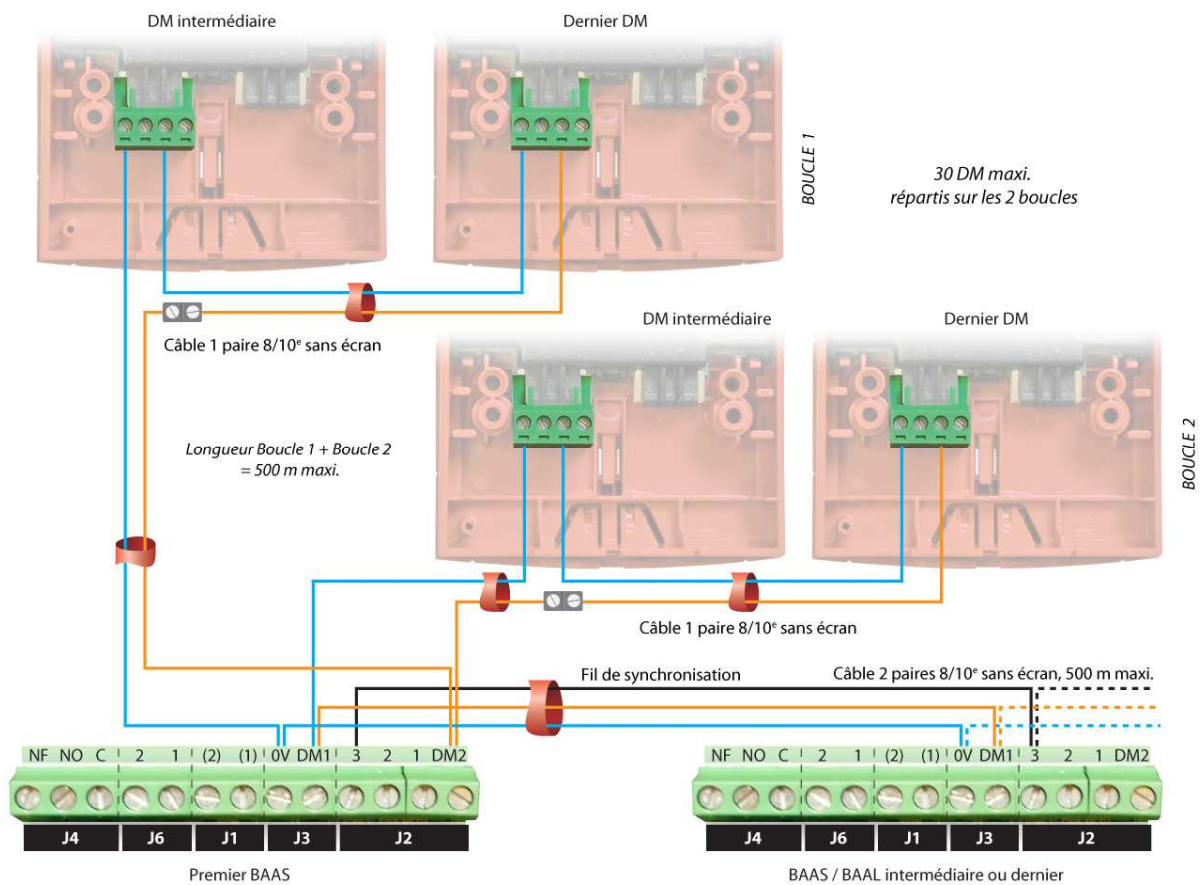 DM intermédiaire
Dernier DM
BOUCLE 1
30 DM maxi.
répartis sur les 2 boucles
Câble 1 paire 8/10e sans écran
DM intermédiaire
Dernier DM
BOUCLE 2
Longueur Boucle 1 + Boucle 2
= 500 m maxi.
Câble 1 paire 8/10e sans écran
Fil de synchronisation
Câble 2 paires 8/10e sans écran, 500 m maxi.
NF NO C 2 1 (2) (1) 0V DM1 3 2 1 DM2
J4 J6 J1 J3 J2
Premier BAAS
NF NO C 2 1 (2) (1) 0V DM1 3 2 1 DM2
J4 J6 J1 J3 J2
BAAS / BAAL intermédiaire ou dernier